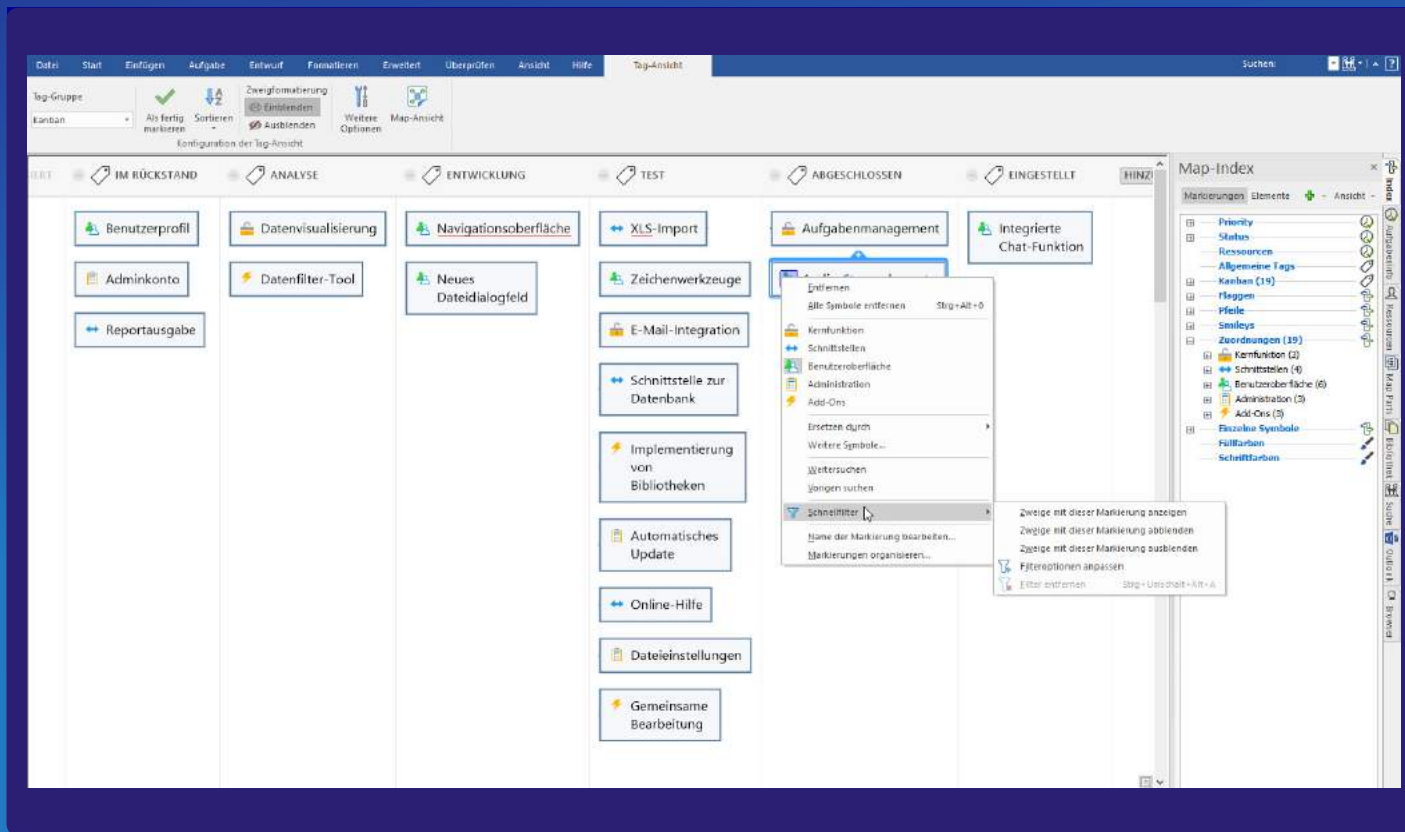 Datei Start Einfügen Aufgabe Entwurf Formatieren Erweitert Überprüfen Ansicht Hilfe Tag-Ansicht Suchen:
Tag-Gruppe
Kanban
Als fertig markieren
Sortieren
Zweigformatierung
Einblenden
Ausblenden
Weitere Optionen
Map-Ansicht
Konfiguration der Tag-Ansicht
IM RÜCKSTAND ANALYSE ENTWICKLUNG TEST ABGESCHLOSSEN EINGESTELLT
Benutzerprofil
Adminkonto
Reportausgabe
Datenvisualisierung
Datenfilter-Tool
Navigationsoberfläche
Neues
Dateidialogfeld
XLS-Import
Zeichenwerkzeuge
E-Mail-Integration
Schnittstelle zur
Datenbank
Implementierung
von
Bibliotheken
Automatisches
Update
Online-Hilfe
Dateieinstellungen
Gemeinsame
Bearbeitung
Aufgabenmanagement
Integrierte
Chat-Funktion
Entfernen
Alle Symbole entfernen Strg+Alt+0
Kernfunktion
Schnittstellen
Benutzeroberfläche
Administration
Add-Ons
Ersetzen durch
Weitere Symbole...
Weitersuchen
Vorigen suchen
Schnellfilter
Name der Markierung bearbeiten...
Markierungen organisieren...
Zweige mit dieser Markierung anzeigen
Zweige mit dieser Markierung abblenden
Zweige mit dieser Markierung ausblenden
Filteroptionen anpassen
Filter entfernen Strg+Umschalt+Alt+A
Map-Index
Markierungen Elemente Ansicht
Priority
Status
Ressourcen
Allgemeine Tags
Kanban (19)
Flaggen
Pfeile
Smileys
Zuordnungen (19)
Kernfunktion (2)
Schnittstellen (4)
Benutzeroberfläche (6)
Administration (3)
Add-Ons (3)
Einzelne Symbole
Füllfarben
Schriftfarben
Index
Aufgabeninfo
Ressourcen
Map Parts
Bibliothek
Suche
Outlook
Browser